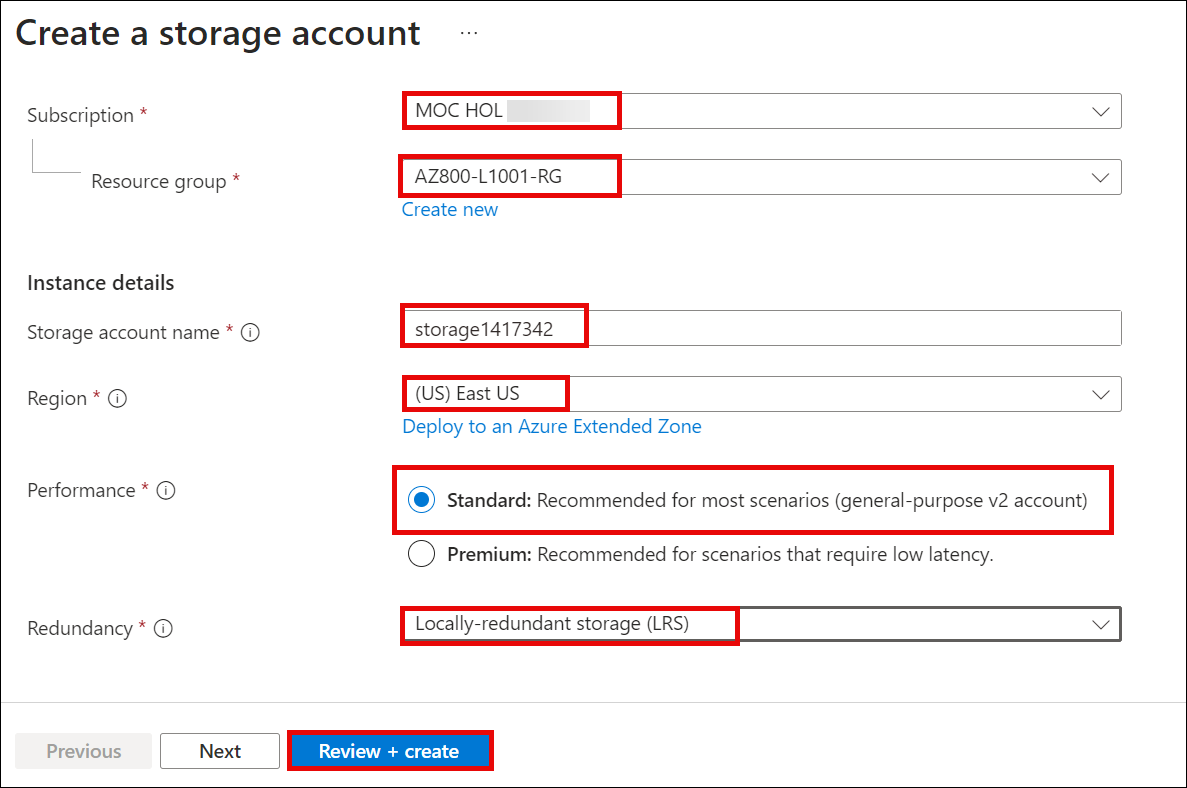 Create a storage account ...
Subscription *
MOC HOL
Resource group *
AZ800-L1001-RG
Create new
Instance details
Storage account name *
storage1417342
Region *
(US) East US
Deploy to an Azure Extended Zone
Performance *
Standard: Recommended for most scenarios (general-purpose v2 account)
Premium: Recommended for scenarios that require low latency.
Redundancy *
Locally-redundant storage (LRS)
Previous
Next
Review + create